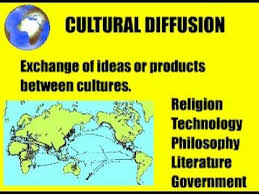 CULTURAL DIFFUSION
Exchange of ideas or products
between cultures.
Religion
Technology
Philosophy
Literature
Government